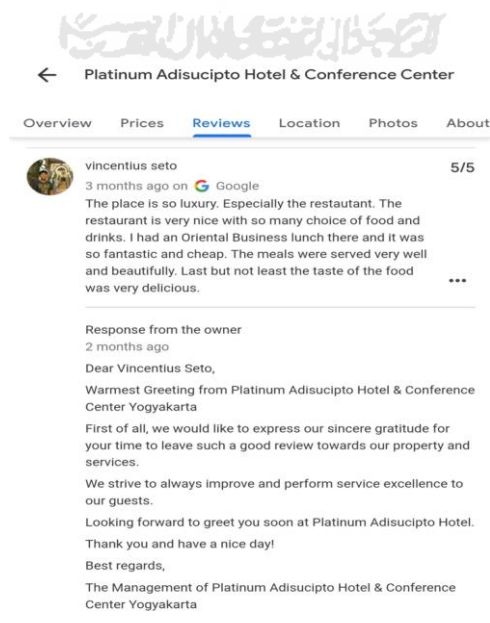 Platinum Adisucipto Hotel & Conference Center
Overview Prices Reviews Location Photos About
vincentius seto 5/5
3 months ago on Google
The place is so luxury. Especially the restautant. The
restaurant is very nice with so many choice of food and
drinks. I had an Oriental Business lunch there and it was
so fantastic and cheap. The meals were served very well
and beautifully. Last but not least the taste of the food
was very delicious.
Response from the owner
2 months ago
Dear Vincentius Seto,
Warmest Greeting from Platinum Adisucipto Hotel & Conference
Center Yogyakarta
First of all, we would like to express our sincere gratitude for
your time to leave such a good review towards our property and
services.
We strive to always improve and perform service excellence to
our guests.
Looking forward to greet you soon at Platinum Adisucipto Hotel.
Thank you and have a nice day!
Best regards,
The Management of Platinum Adisucipto Hotel & Conference
Center Yogyakarta